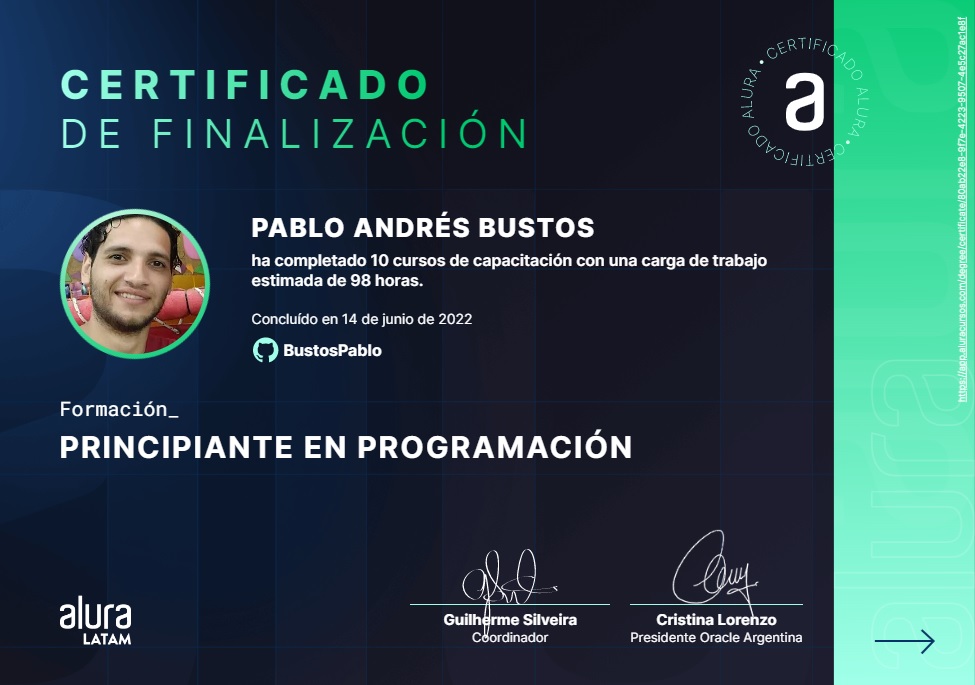 CERTIFICADO
DE FINALIZACIÓN
CERTIFICADO ALURA • CERTIFICADO ALURA •
a
PABLO ANDRÉS BUSTOS
ha completado 10 cursos de capacitación con una carga de trabajo
estimada de 98 horas.
Concluído en 14 de junio de 2022
BustosPablo
Formación_
PRINCIPIANTE EN PROGRAMACIÓN
alura
LATAM
Guilherme Silveira
Coordinador
Cristina Lorenzo
Presidente Oracle Argentina
alura